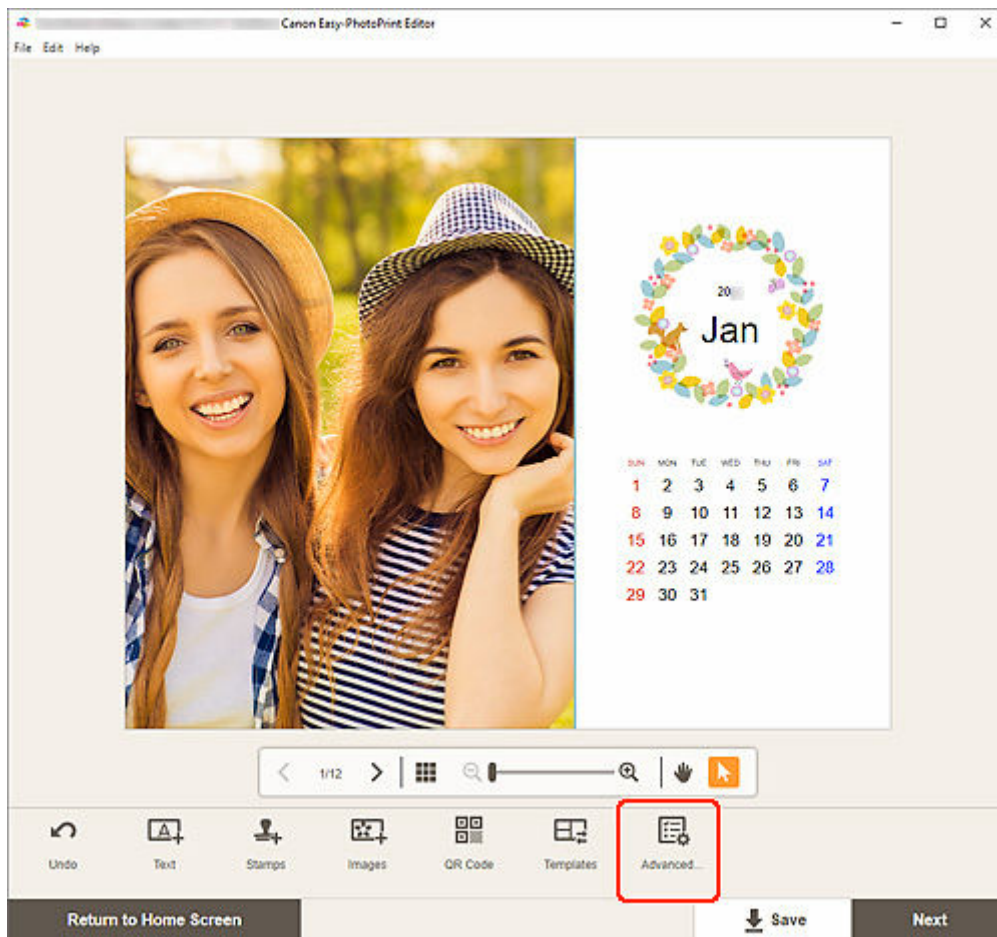 Canon Easy-PhotoPrint Editor
File Edit Help
20
Jan
SUN MON TUE WED THU FRI SAT
1 2 3 4 5 6 7
8 9 10 11 12 13 14
15 16 17 18 19 20 21
22 23 24 25 26 27 28
29 30 31
1/12
A
Undo Text Stamps Images QR Code Templates Advanced...
Return to Home Screen Save Next